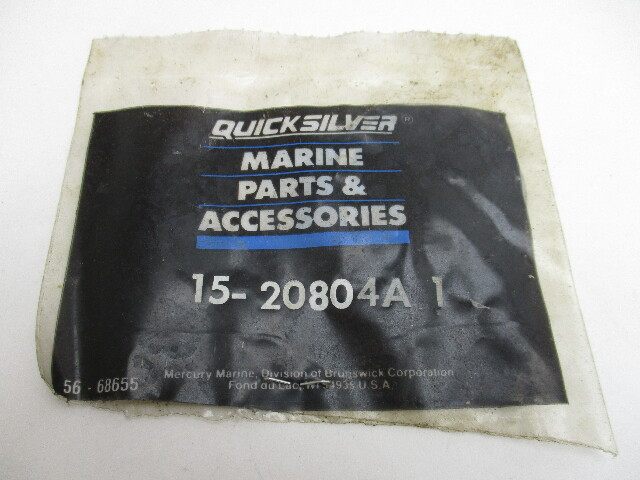 QUICKSILVER®
MARINE
PARTS &
ACCESSORIES
15-20804A 1
Mercury Marine, Division of Brunswick Corporation
56-68655
Fond du Lac, WI 54935 U.S.A.